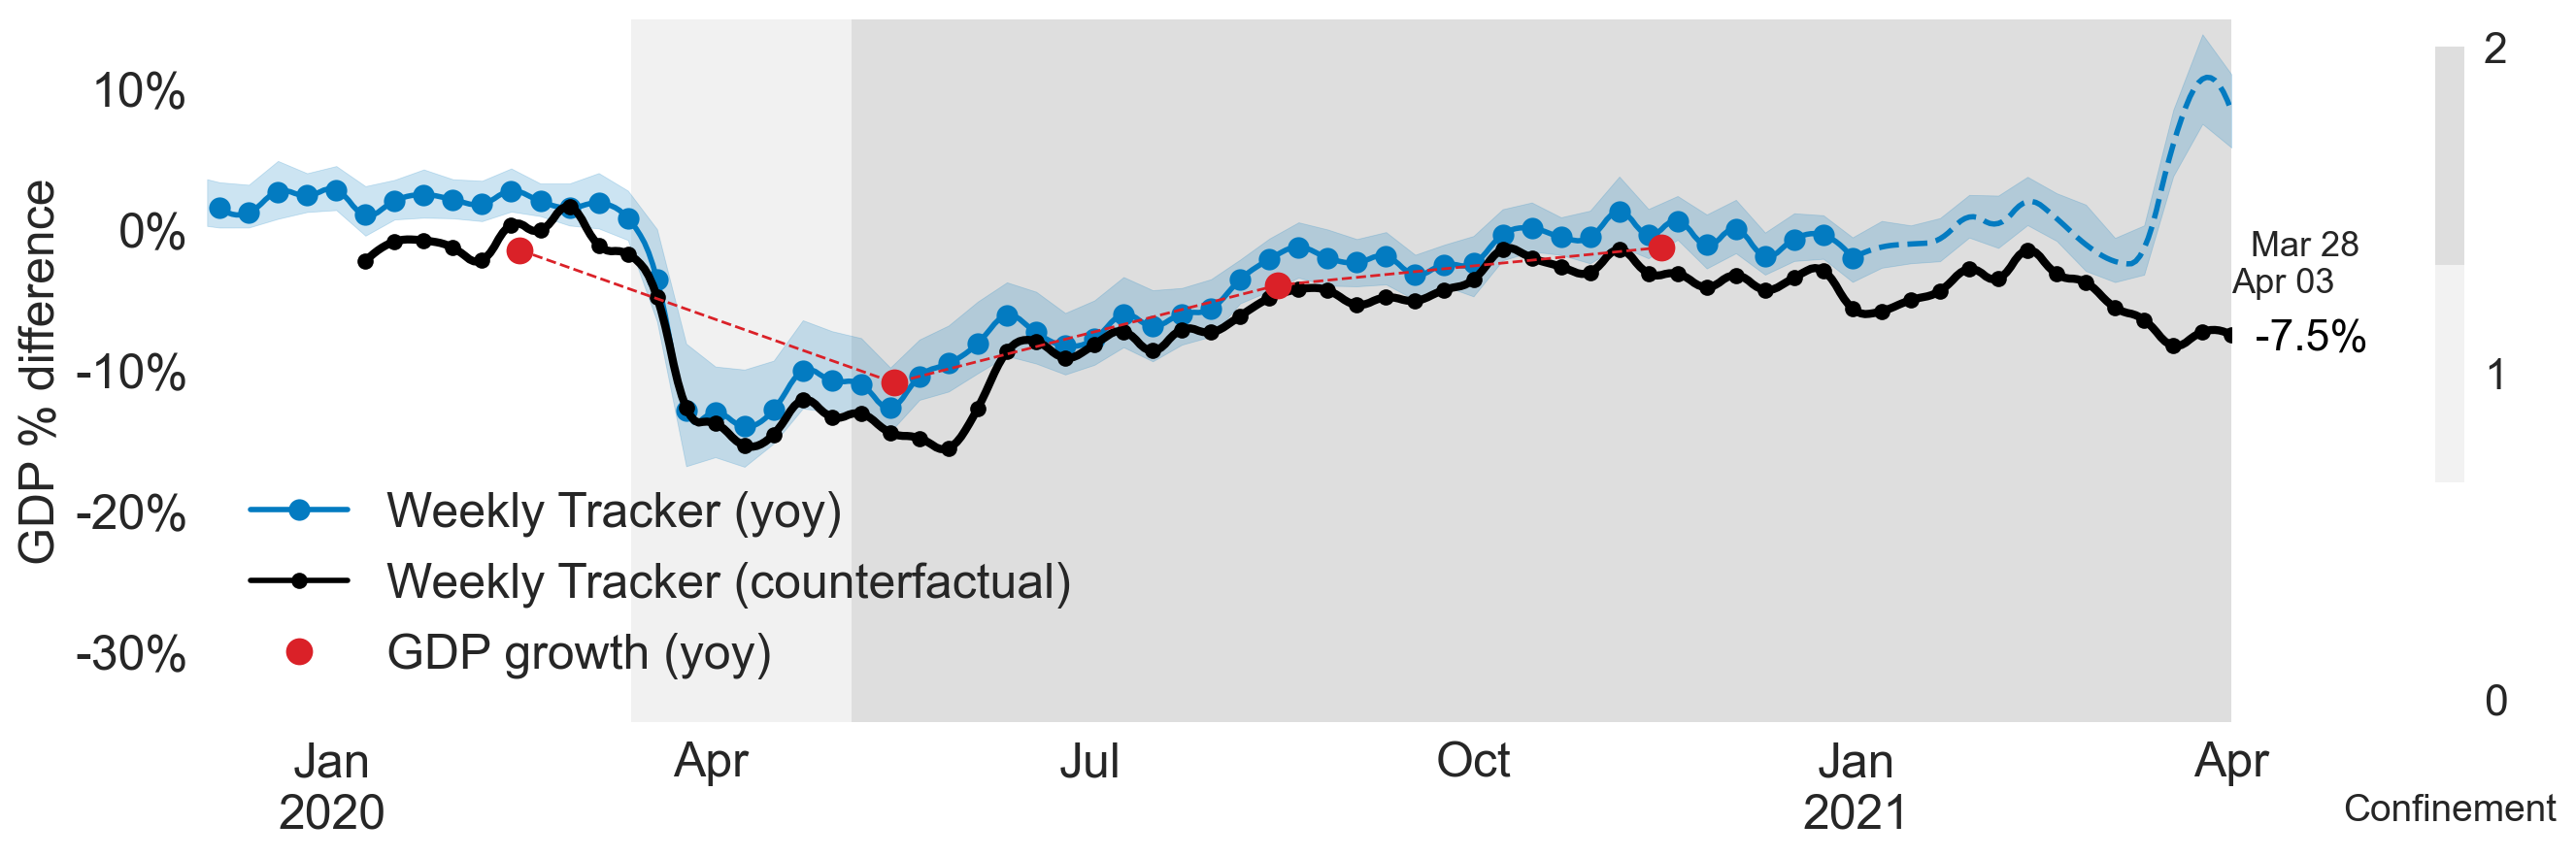 10%
0%
-10%
-20%
-30%
GDP % difference
Weekly Tracker (yoy)
Weekly Tracker (counterfactual)
GDP growth (yoy)
Jan
2020
Apr
Jul
Oct
Jan
2021
Apr
Mar 28
Apr 03
-7.5%
2
1
0
Confinement